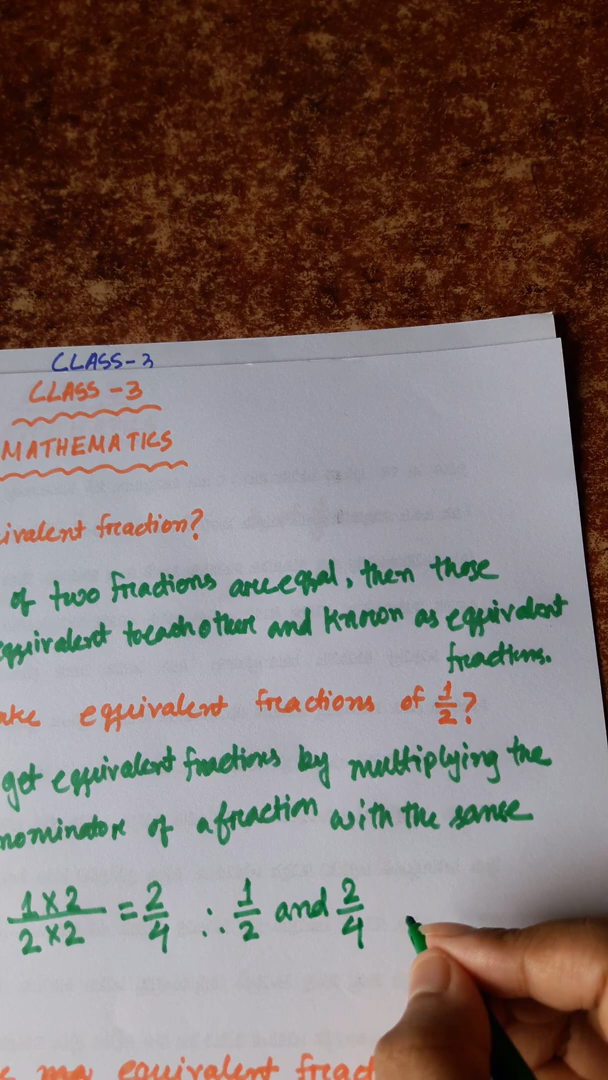 CLASS-3
CLASS-3
MATHEMATICS
ivalent fraction?
of two fractions are equal, then those
equivalent to each other and known as equivalent
fractions.
ake equivalent fractions of 1/2?
get equivalent fractions by multiplying the
nominator of a fraction with the same
1×2/2×2 = 2/4 ∴ 1/2 and 2/4
equivalent fract